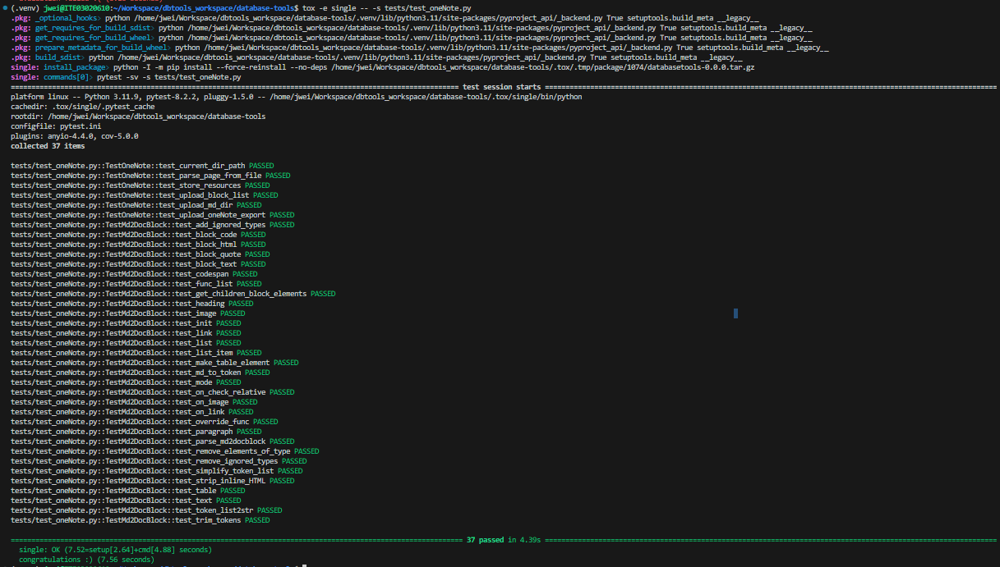 (.venv) jwei@ITE03020610:~/Workspace/dbtools_workspace/database-tools$ tox -e single -- -s tests/test_oneNote.py
.pkg: _optional_hooks> python /home/jwei/Workspace/dbtools_workspace/database-tools/.venv/lib/python3.11/site-packages/pyproject_api/_backend.py True setuptools.build_meta __legacy__
.pkg: get_requires_for_build_sdist> python /home/jwei/Workspace/dbtools_workspace/database-tools/.venv/lib/python3.11/site-packages/pyproject_api/_backend.py True setuptools.build_meta __legacy__
.pkg: get_requires_for_build_wheel> python /home/jwei/Workspace/dbtools_workspace/database-tools/.venv/lib/python3.11/site-packages/pyproject_api/_backend.py True setuptools.build_meta __legacy__
.pkg: prepare_metadata_for_build_wheel> python /home/jwei/Workspace/dbtools_workspace/database-tools/.venv/lib/python3.11/site-packages/pyproject_api/_backend.py True setuptools.build_meta __legacy__
.pkg: build_sdist> python /home/jwei/Workspace/dbtools_workspace/database-tools/.venv/lib/python3.11/site-packages/pyproject_api/_backend.py True setuptools.build_meta __legacy__
single: install_package> python -I -m pip install --force-reinstall --no-deps /home/jwei/Workspace/dbtools_workspace/database-tools/.tox/.tmp/package/1074/databasetools-0.0.0.tar.gz
single: commands[0]> pytest -sv -s tests/test_oneNote.py
test session starts
platform linux -- Python 3.11.9, pytest-8.2.2, pluggy-1.5.0 -- /home/jwei/Workspace/dbtools_workspace/database-tools/.tox/single/bin/python
cachedir: .tox/single/.pytest_cache
rootdir: /home/jwei/Workspace/dbtools_workspace/database-tools
configfile: pytest.ini
plugins: anyio-4.4.0, cov-5.0.0
collected 37 items
tests/test_oneNote.py::TestOneNote::test_current_dir_path PASSED
tests/test_oneNote.py::TestOneNote::test_parse_page_from_file PASSED
tests/test_oneNote.py::TestOneNote::test_store_resources PASSED
tests/test_oneNote.py::TestOneNote::test_upload_block_list PASSED
tests/test_oneNote.py::TestOneNote::test_upload_md_dir PASSED
tests/test_oneNote.py::TestOneNote::test_upload_oneNote_export PASSED
tests/test_oneNote.py::TestMd2DocBlock::test_add_ignored_types PASSED
tests/test_oneNote.py::TestMd2DocBlock::test_block_code PASSED
tests/test_oneNote.py::TestMd2DocBlock::test_block_html PASSED
tests/test_oneNote.py::TestMd2DocBlock::test_block_quote PASSED
tests/test_oneNote.py::TestMd2DocBlock::test_block_text PASSED
tests/test_oneNote.py::TestMd2DocBlock::test_codespan PASSED
tests/test_oneNote.py::TestMd2DocBlock::test_func_list PASSED
tests/test_oneNote.py::TestMd2DocBlock::test_get_children_block_elements PASSED
tests/test_oneNote.py::TestMd2DocBlock::test_heading PASSED
tests/test_oneNote.py::TestMd2DocBlock::test_image PASSED
tests/test_oneNote.py::TestMd2DocBlock::test_init PASSED
tests/test_oneNote.py::TestMd2DocBlock::test_link PASSED
tests/test_oneNote.py::TestMd2DocBlock::test_list PASSED
tests/test_oneNote.py::TestMd2DocBlock::test_list_item PASSED
tests/test_oneNote.py::TestMd2DocBlock::test_make_table_element PASSED
tests/test_oneNote.py::TestMd2DocBlock::test_md_to_token PASSED
tests/test_oneNote.py::TestMd2DocBlock::test_mode PASSED
tests/test_oneNote.py::TestMd2DocBlock::test_on_check_relative PASSED
tests/test_oneNote.py::TestMd2DocBlock::test_on_image PASSED
tests/test_oneNote.py::TestMd2DocBlock::test_on_link PASSED
tests/test_oneNote.py::TestMd2DocBlock::test_override_func PASSED
tests/test_oneNote.py::TestMd2DocBlock::test_paragraph PASSED
tests/test_oneNote.py::TestMd2DocBlock::test_parse_md2docblock PASSED
tests/test_oneNote.py::TestMd2DocBlock::test_remove_elements_of_type PASSED
tests/test_oneNote.py::TestMd2DocBlock::test_remove_ignored_types PASSED
tests/test_oneNote.py::TestMd2DocBlock::test_simplify_token_list PASSED
tests/test_oneNote.py::TestMd2DocBlock::test_strip_inline_HTML PASSED
tests/test_oneNote.py::TestMd2DocBlock::test_table PASSED
tests/test_oneNote.py::TestMd2DocBlock::test_text PASSED
tests/test_oneNote.py::TestMd2DocBlock::test_token_list2str PASSED
tests/test_oneNote.py::TestMd2DocBlock::test_trim_tokens PASSED
37 passed in 4.39s
single: OK (7.52=setup[2.64]+cmd[4.88] seconds)
congratulations :) (7.56 seconds)